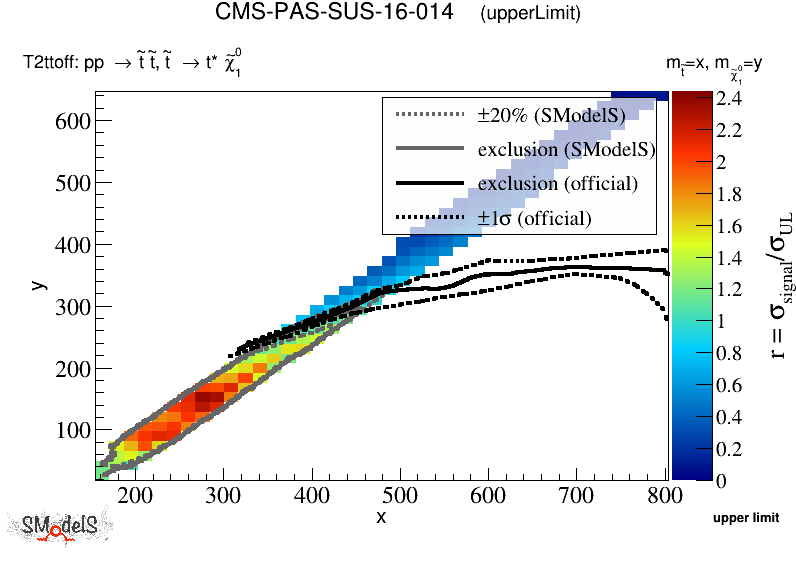 CMS-PAS-SUS-16-014 (upperLimit)
T2ttoff: pp → t̃ t̃, t̃ → t* χ̃₁⁰
m_t̃=x, m_χ̃₁⁰=y
±20% (SModelS)
exclusion (SModelS)
exclusion (official)
±1σ (official)
600
500
400
300
200
100
y
200 300 400 500 600 700 800
x
2.4
2.2
2
1.8
1.6
1.4
1.2
1
0.8
0.6
0.4
0.2
0
r = σ_signal/σ_UL
SModelS
upper limit